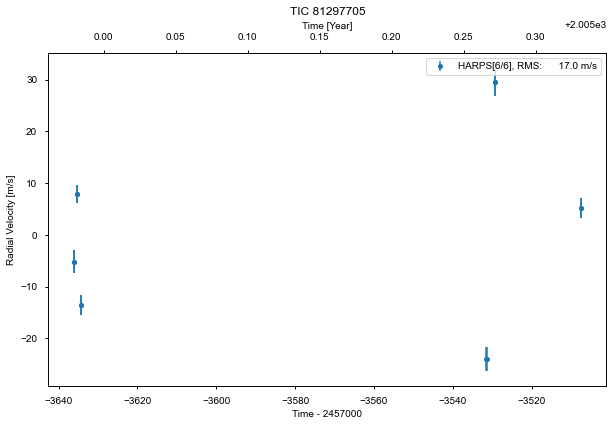 TIC 81297705
Time [Year]
+2.005e3
0.00 0.05 0.10 0.15 0.20 0.25 0.30
HARPS[6/6], RMS: 17.0 m/s
30
20
10
0
−10
−20
Radial Velocity [m/s]
−3640 −3620 −3600 −3580 −3560 −3540 −3520
Time - 2457000